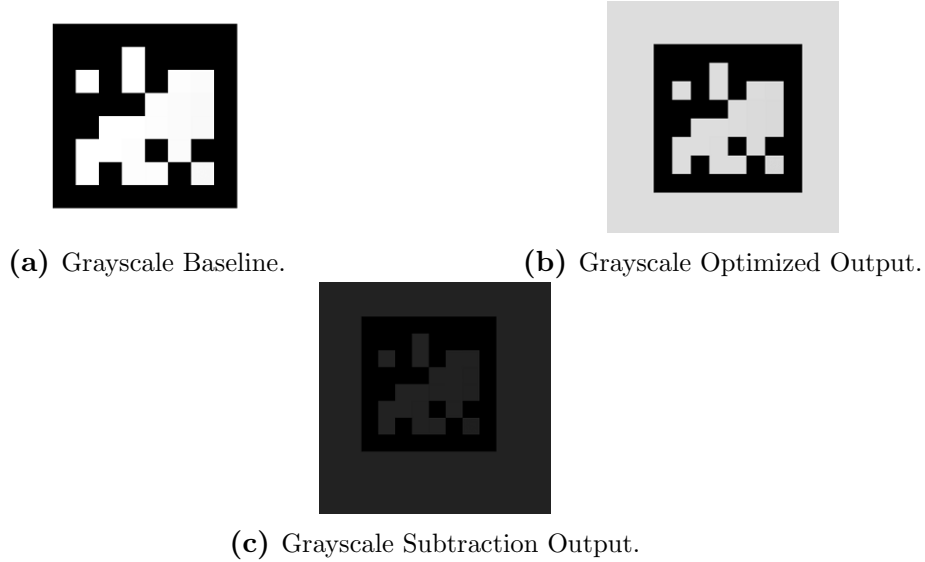 (a) Grayscale Baseline.
(b) Grayscale Optimized Output.
(c) Grayscale Subtraction Output.